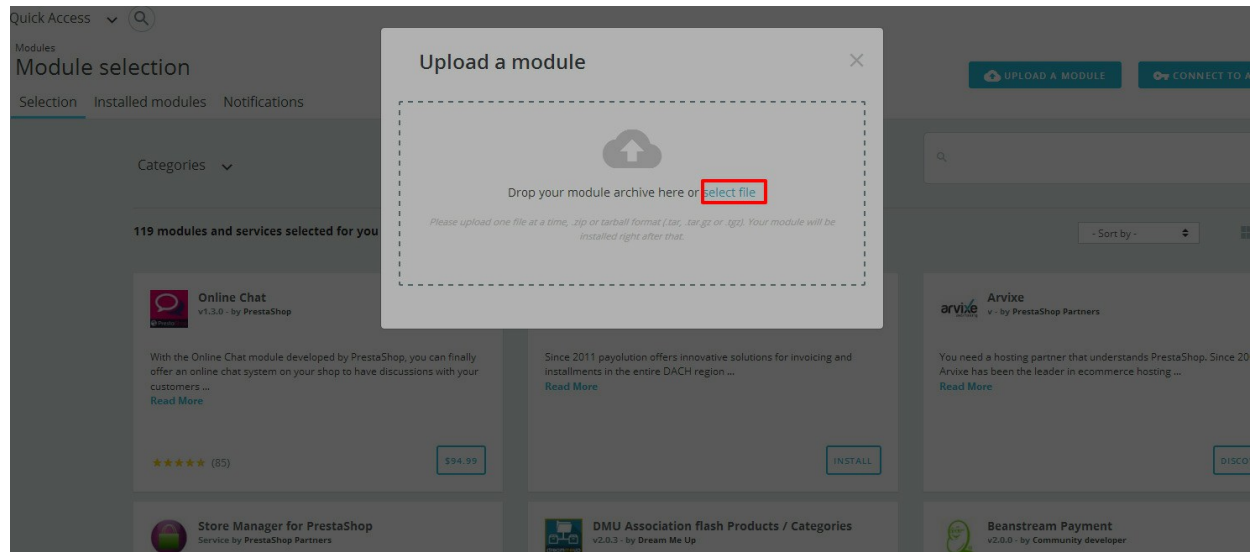 Quick Access
Modules
Module selection
UPLOAD A MODULE
CONNECT TO A
Selection Installed modules Notifications
Upload a module
Drop your module archive here or select file
Please upload one file at a time, .zip or tarball format (.tar, .tar.gz or .tgz). Your module will be
installed right after that.
Categories
119 modules and services selected for you
- Sort by -
Online Chat
v1.3.0 - by PrestaShop
With the Online Chat module developed by PrestaShop, you can finally
offer an online chat system on your shop to have discussions with your
customers ...
Read More
(85)
$94.99
Since 2011 payolution offers innovative solutions for invoicing and
installments in the entire DACH region ...
Read More
INSTALL
arvixe
Arvixe
v - by PrestaShop Partners
You need a hosting partner that understands PrestaShop. Since 20
Arvixe has been the leader in ecommerce hosting ...
Read More
DISCO
Store Manager for PrestaShop
Service by PrestaShop Partners
DMU Association flash Products / Categories
v2.0.3 - by Dream Me Up
Beanstream Payment
v2.0.0 - by Community developer